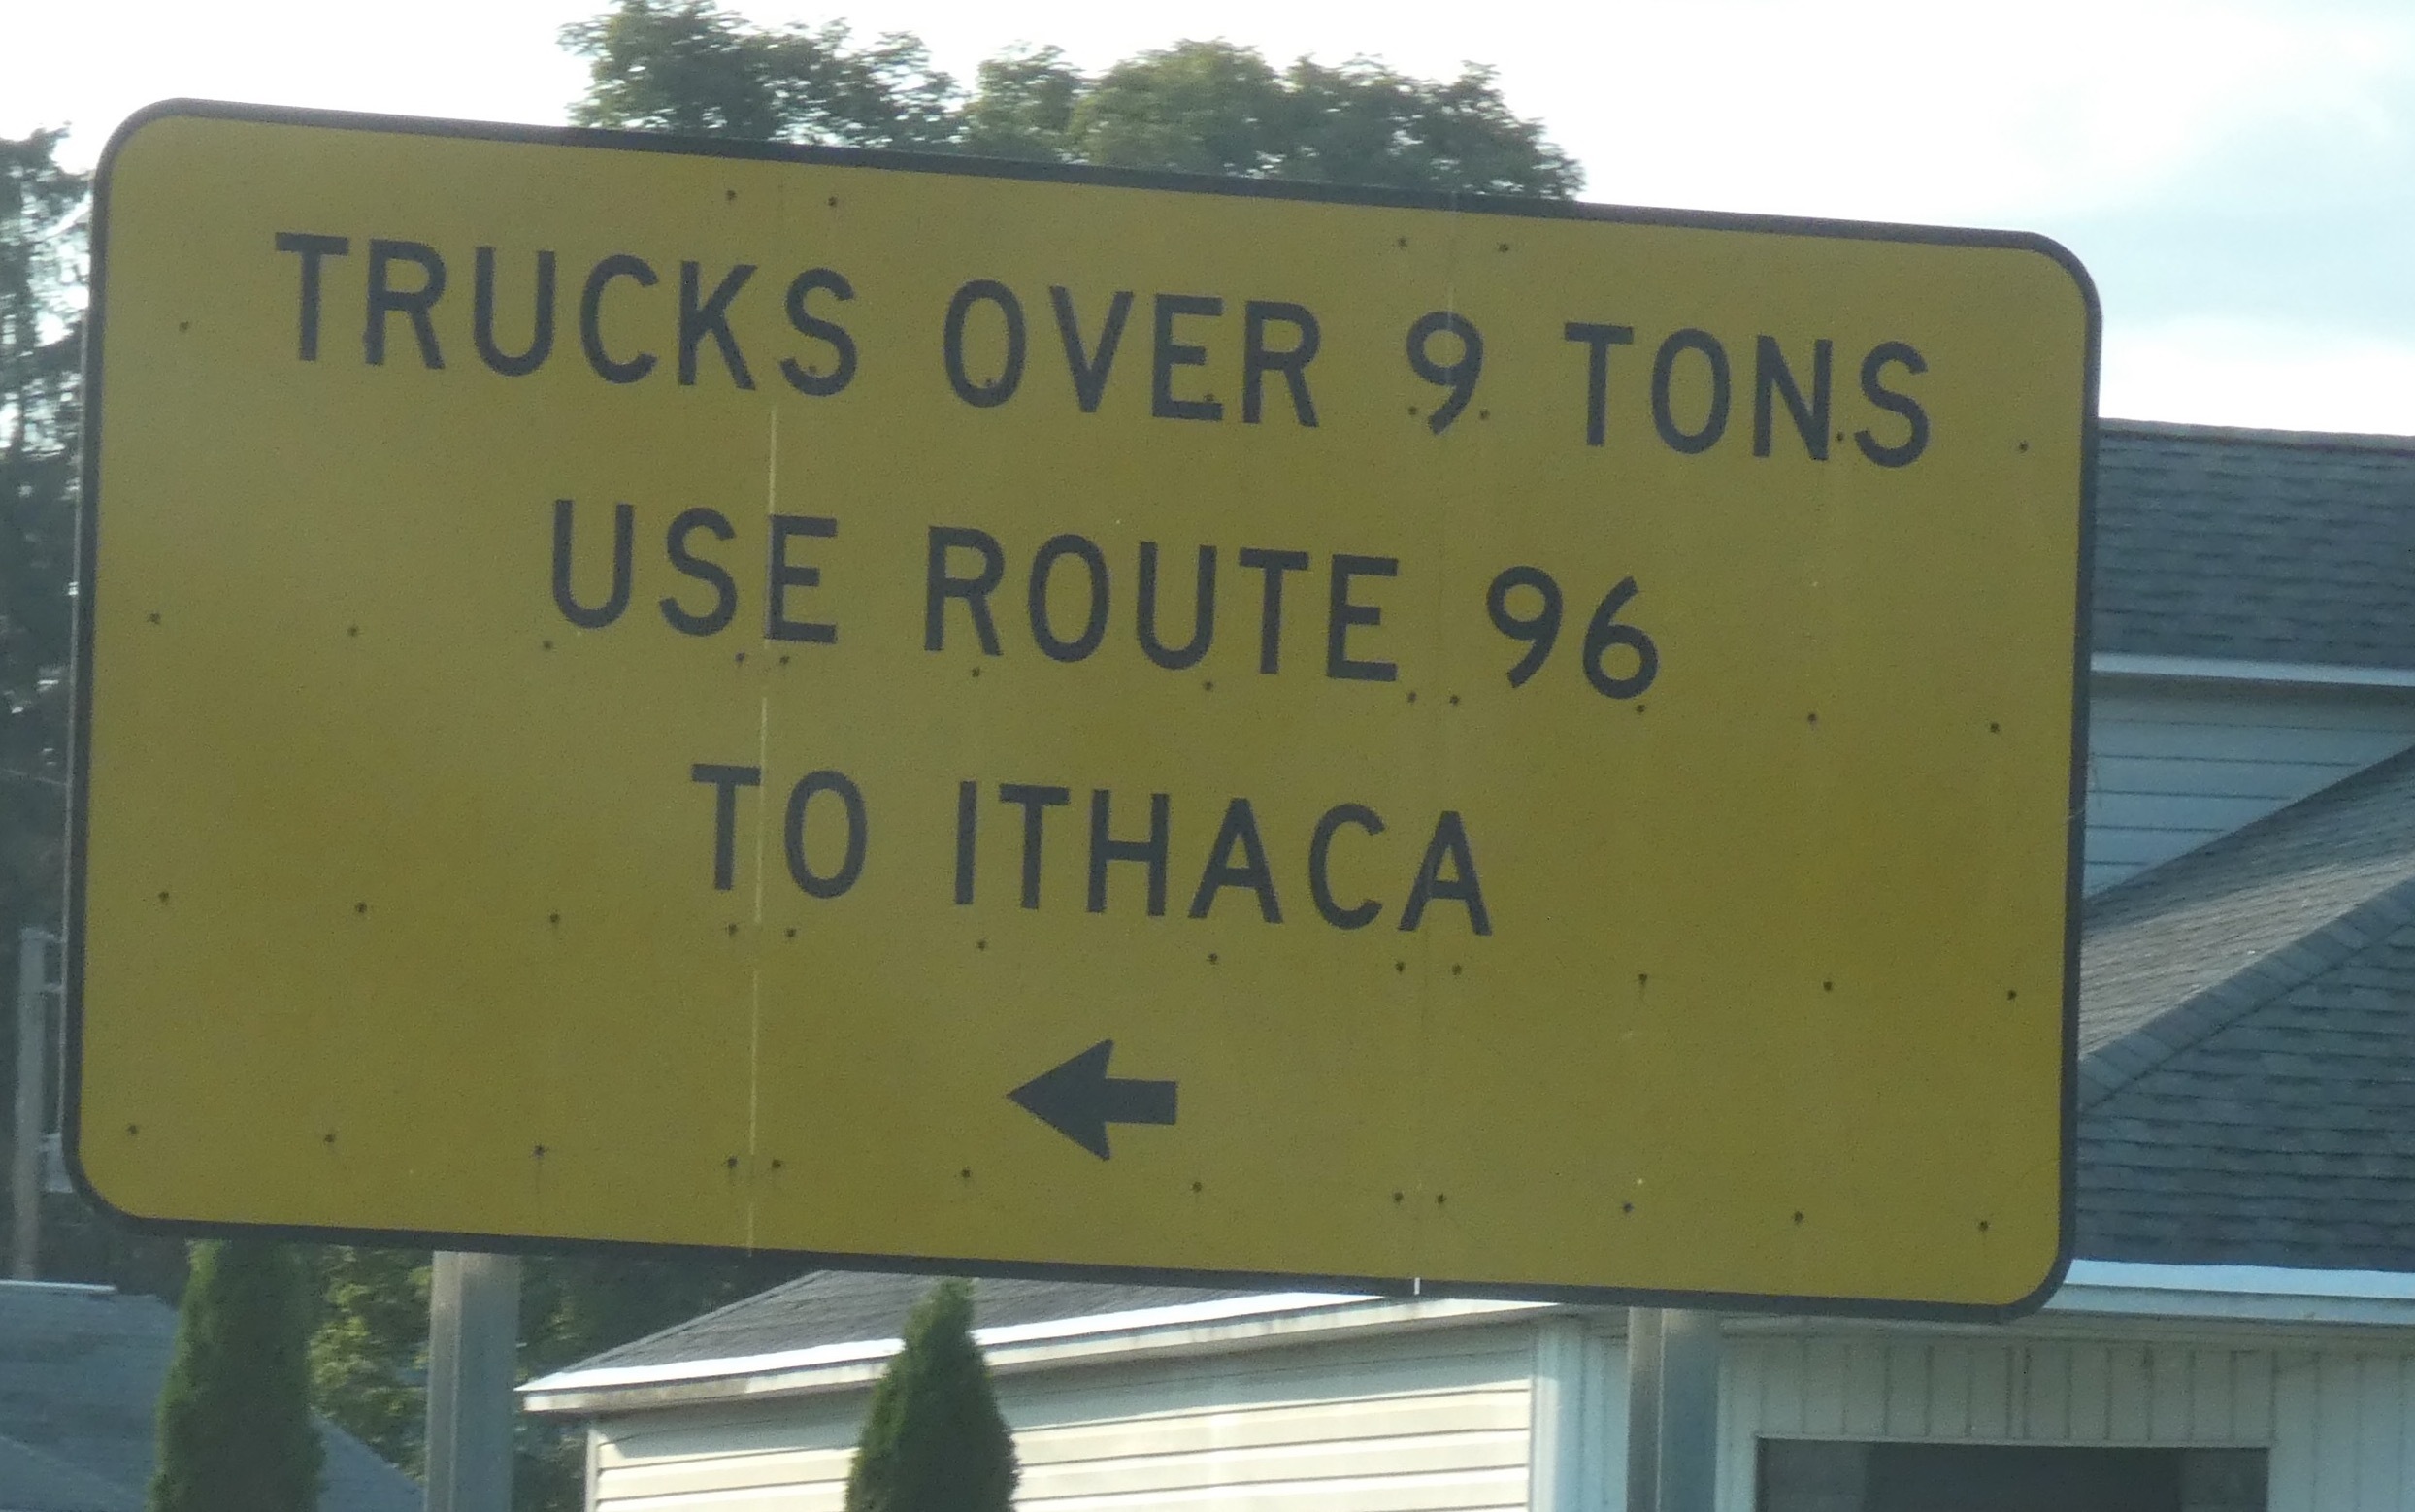 TRUCKS OVER 9 TONS
USE ROUTE 96
TO ITHACA